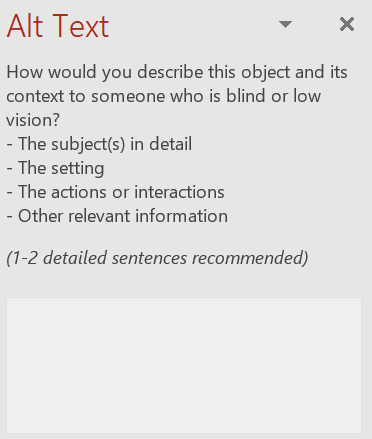 Alt Text
How would you describe this object and its
context to someone who is blind or low
vision?
- The subject(s) in detail
- The setting
- The actions or interactions
- Other relevant information
(1-2 detailed sentences recommended)